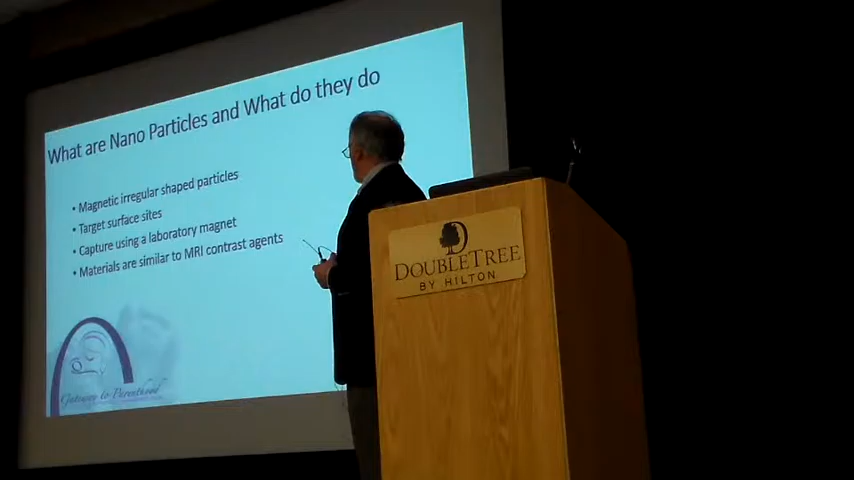 What are Nano Particles and What do they do
• Magnetic irregular shaped particles
• Target surface sites
• Capture using a laboratory magnet
• Materials are similar to MRI contrast agents
Gateway to Parenthood
D
DOUBLETREE
BY HILTON